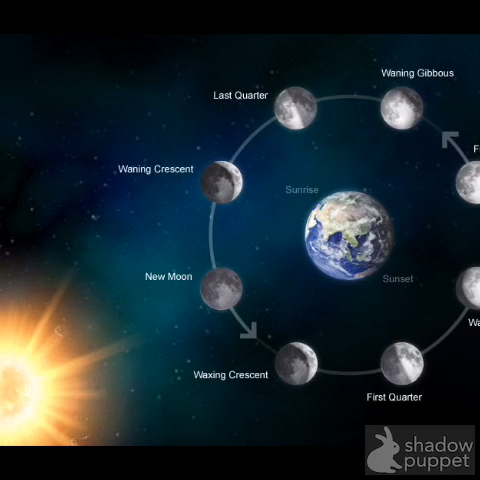 Waning Gibbous
Last Quarter
Waning Crescent
Sunrise
New Moon
Sunset
Waxing Crescent
First Quarter
shadow
puppet